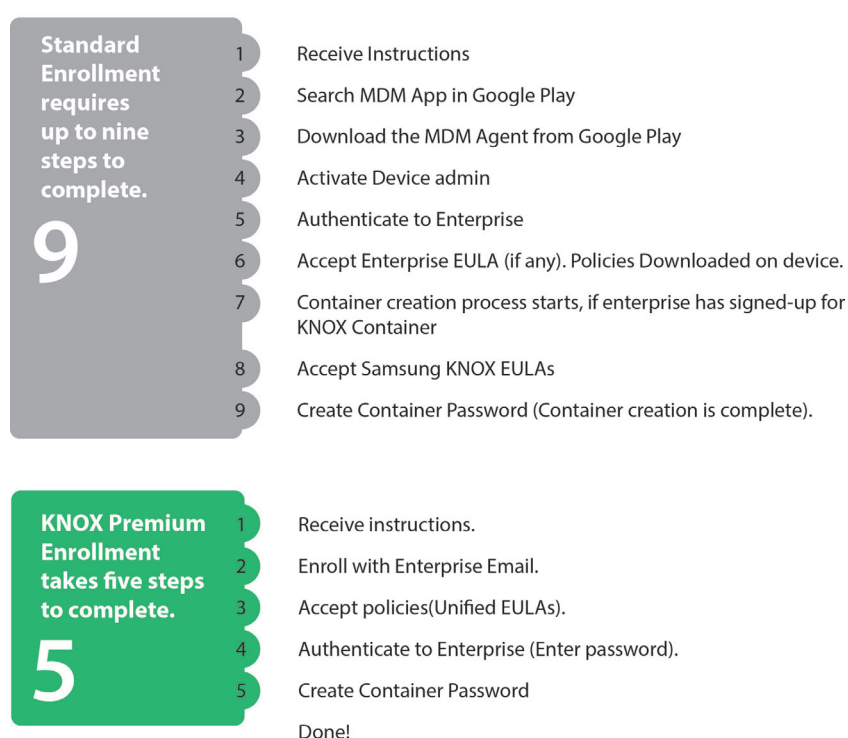 Standard
Enrollment
requires
up to nine
steps to
complete.
9
1 Receive Instructions
2 Search MDM App in Google Play
3 Download the MDM Agent from Google Play
4 Activate Device admin
5 Authenticate to Enterprise
6 Accept Enterprise EULA (if any). Policies Downloaded on device.
7 Container creation process starts, if enterprise has signed-up for
KNOX Container
8 Accept Samsung KNOX EULAs
9 Create Container Password (Container creation is complete).
KNOX Premium
Enrollment
takes five steps
to complete.
5
1 Receive instructions.
2 Enroll with Enterprise Email.
3 Accept policies(Unified EULAs).
4 Authenticate to Enterprise (Enter password).
5 Create Container Password
Done!